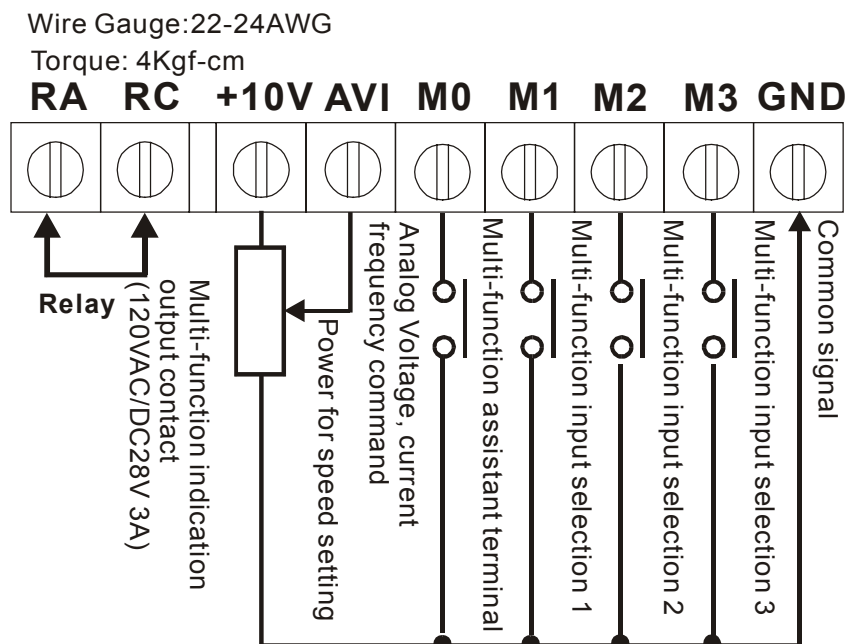 Wire Gauge:22-24AWG
Torque: 4Kgf-cm
RA RC +10V AVI M0 M1 M2 M3 GND
Relay
Multi-function indication
output contact
(120VAC/DC28V 3A)
Power for speed setting
Analog Voltage, current
frequency command
Multi-function assistant terminal
Multi-function input selection 1
Multi-function input selection 2
Multi-function input selection 3
Common signal